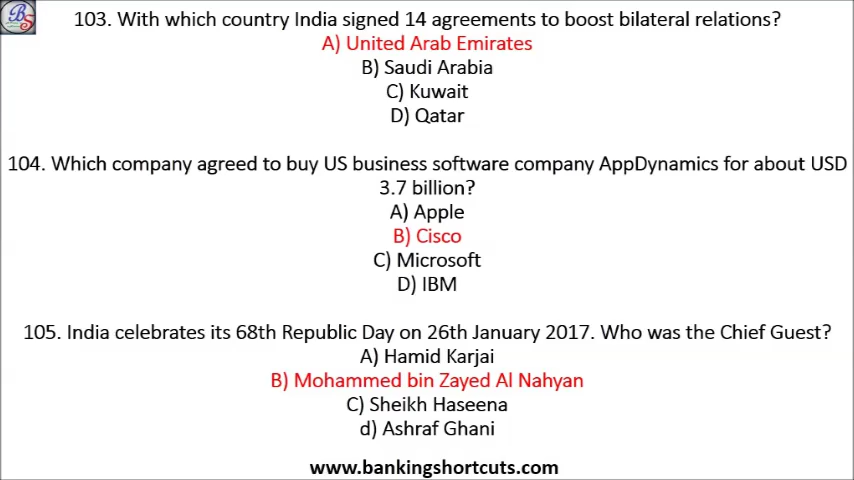 BS
103. With which country India signed 14 agreements to boost bilateral relations?
A) United Arab Emirates
B) Saudi Arabia
C) Kuwait
D) Qatar
104. Which company agreed to buy US business software company AppDynamics for about USD
3.7 billion?
A) Apple
B) Cisco
C) Microsoft
D) IBM
105. India celebrates its 68th Republic Day on 26th January 2017. Who was the Chief Guest?
A) Hamid Karjai
B) Mohammed bin Zayed Al Nahyan
C) Sheikh Haseena
d) Ashraf Ghani
www.bankingshortcuts.com